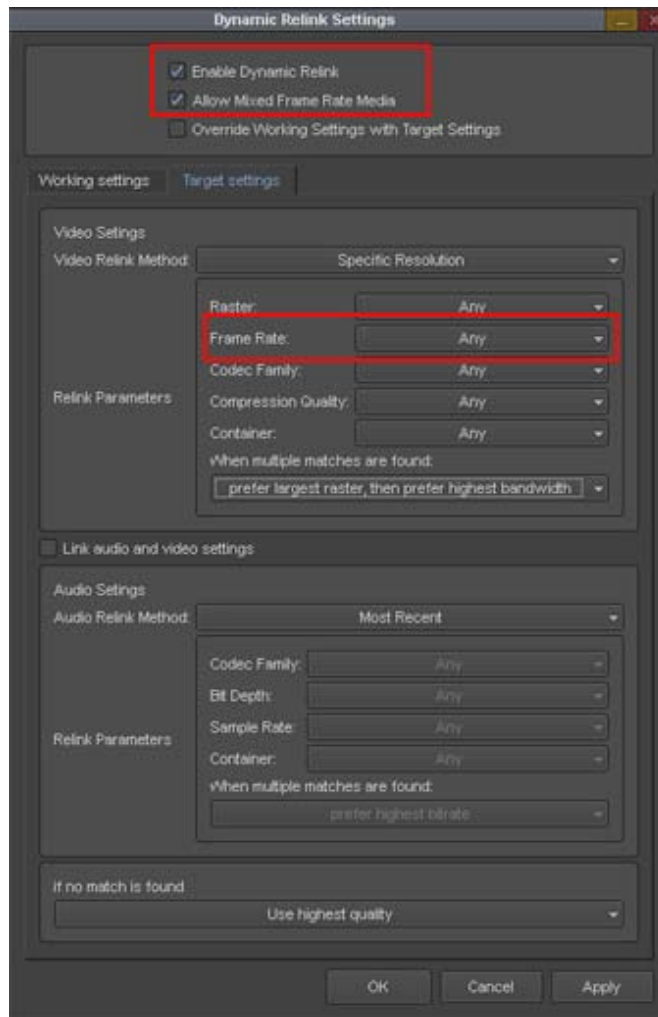 Dynamic Relink Settings
Enable Dynamic Relink
Allow Mixed Frame Rate Media
Override Working Settings with Target Settings
Working settings Target settings
Video Setings
Video Relink Method: Specific Resolution
Raster: Any
Frame Rate: Any
Codec Family: Any
Relink Parameters
Compression Quality: Any
Container: Any
When multiple matches are found:
prefer largest raster, then prefer highest bandwidth
Link audio and video settings
Audio Setings
Audio Relink Method: Most Recent
Codec Family: Any
Bit Depth: Any
Sample Rate: Any
Relink Parameters
Container: Any
When multiple matches are found:
prefer highest bitrate
If no match is found
Use highest quality
OK Cancel Apply